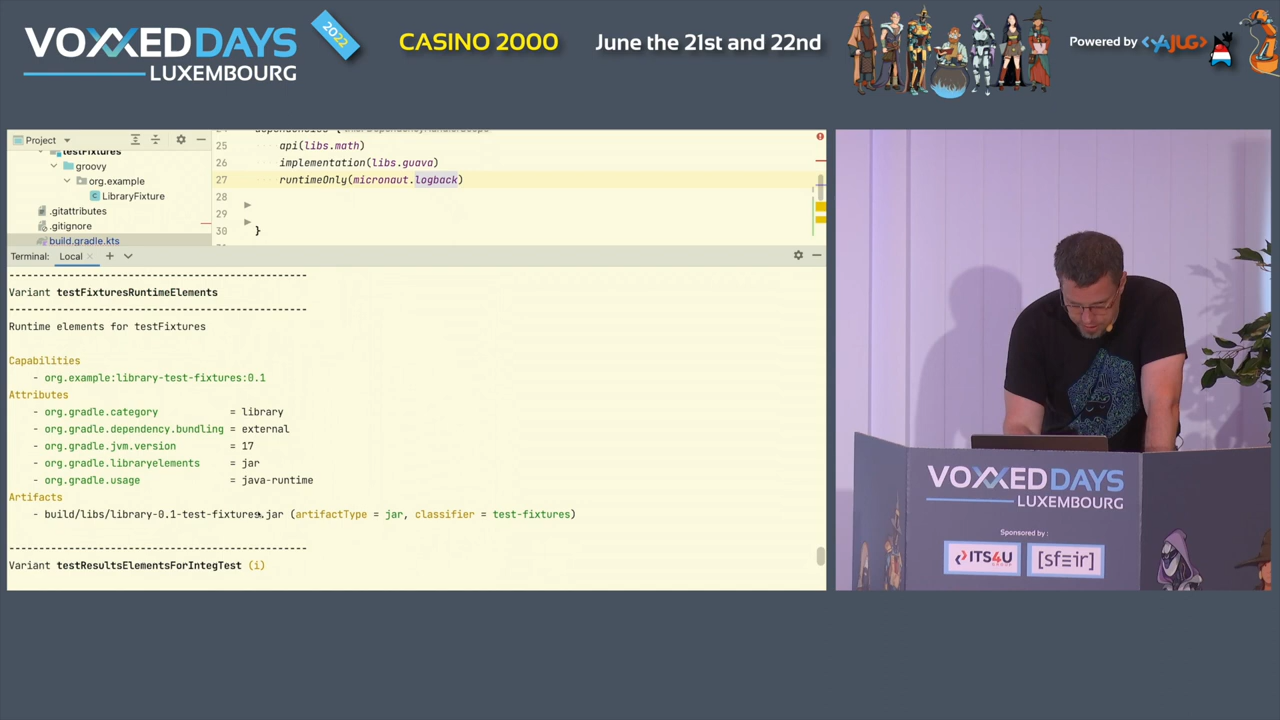 VOXXED DAYS
LUXEMBOURG
2022
CASINO 2000
June the 21st and 22nd
Powered by <YAJUG>
Project
testFixtures
groovy
org.example
LibraryFixture
.gitattributes
.gitignore
build.gradle.kts
25 api(libs.math)
26 implementation(libs.guava)
27 runtimeOnly(micronaut.logback)
28
29
30 }
Terminal: Local × +
------------------------------------
Variant testFixturesRuntimeElements
------------------------------------
Runtime elements for testFixtures
Capabilities
- org.example:library-test-fixtures:0.1
Attributes
- org.gradle.category = library
- org.gradle.dependency.bundling = external
- org.gradle.jvm.version = 17
- org.gradle.libraryelements = jar
- org.gradle.usage = java-runtime
Artifacts
- build/libs/library-0.1-test-fixtures.jar (artifactType = jar, classifier = test-fixtures)
------------------------------------
Variant testResultsElementsForIntegTest (i)
VOXXED DAYS
LUXEMBOURG
Sponsored by :
ITS4U
[sfeir]